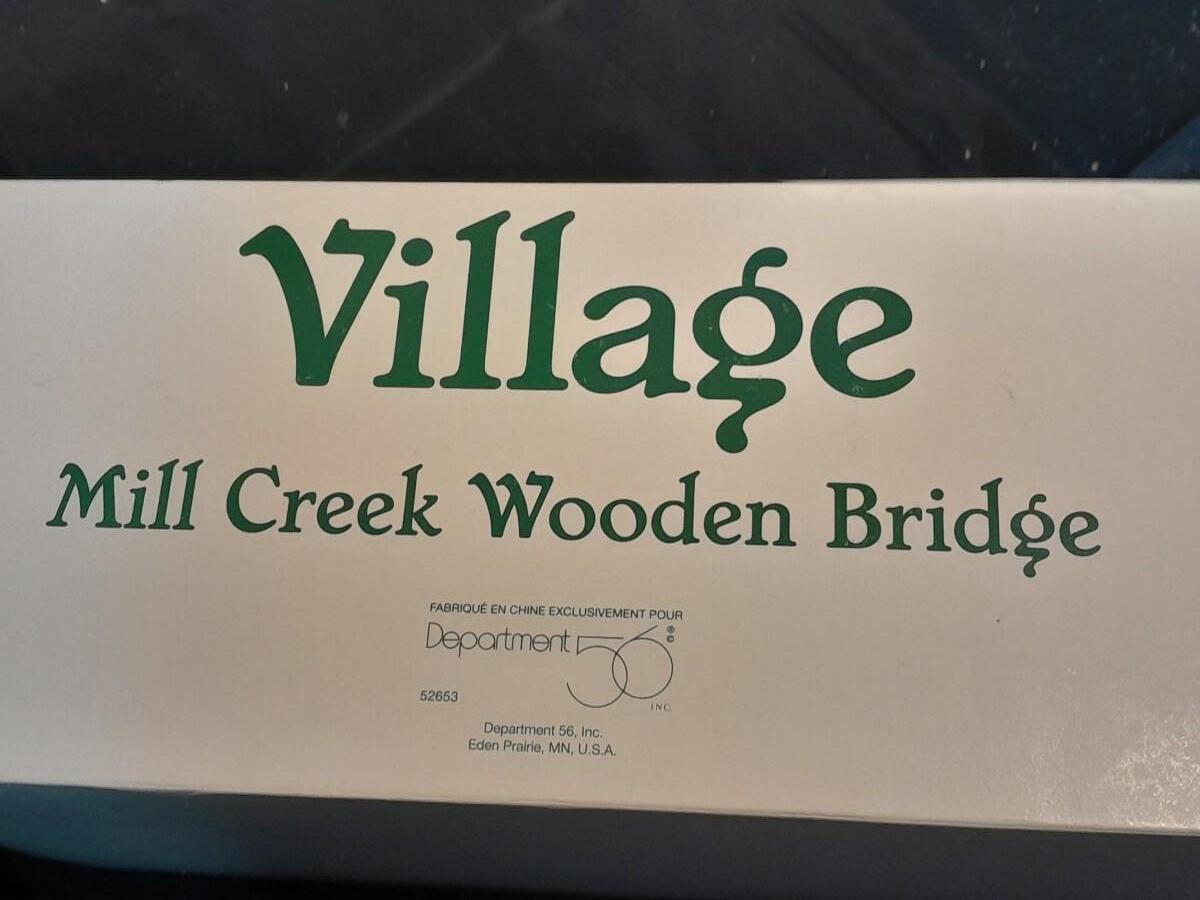 Village
Mill Creek Wooden Bridge
FABRIQUÉ EN CHINE EXCLUSIVEMENT POUR
Department 56 ® ©
INC.
52653
Department 56, Inc.
Eden Prairie, MN, U.S.A.